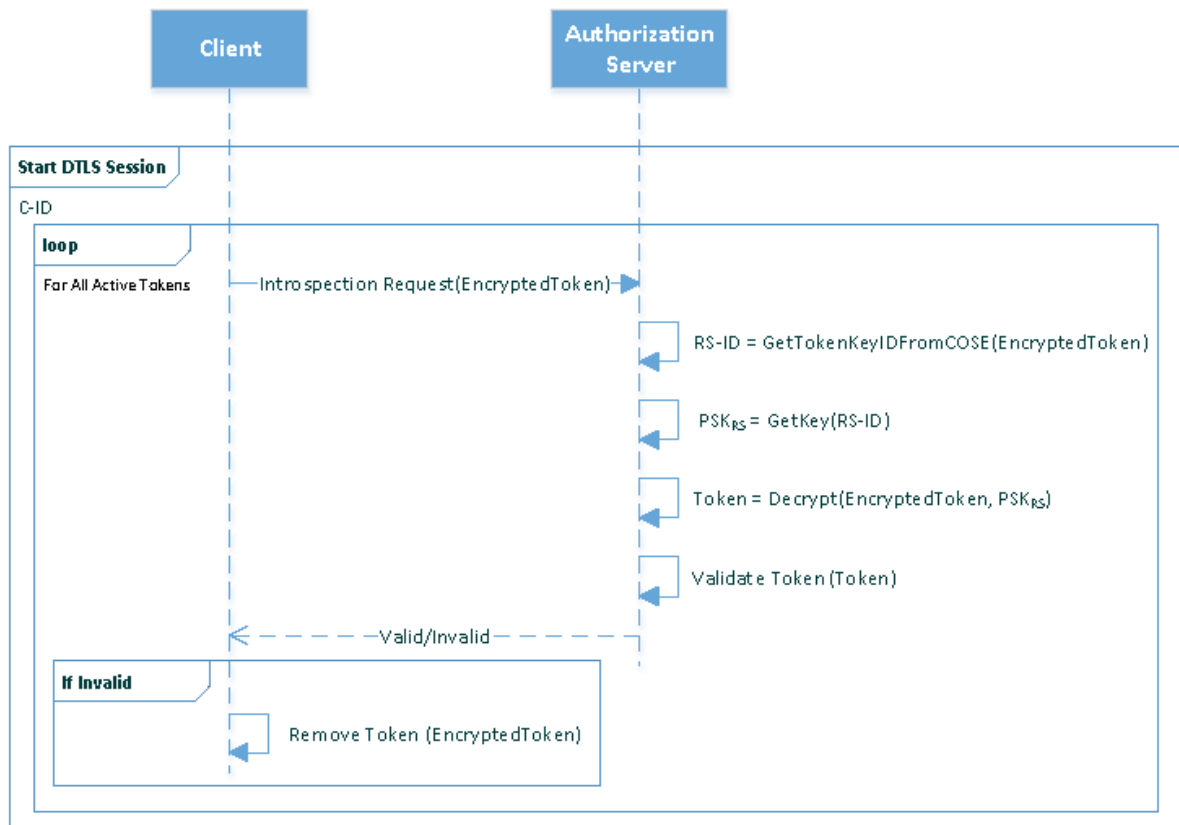 Client
Authorization
Server
Start DTLS Session
C-ID
loop
For All Active Tokens
Introspection Request(EncryptedToken)
RS-ID = GetTokenKeyIDFromCOSE(EncryptedToken)
PSKRS = GetKey(RS-ID)
Token = Decrypt(EncryptedToken, PSKRS)
Validate Token (Token)
Valid/Invalid
If Invalid
Remove Token (EncryptedToken)